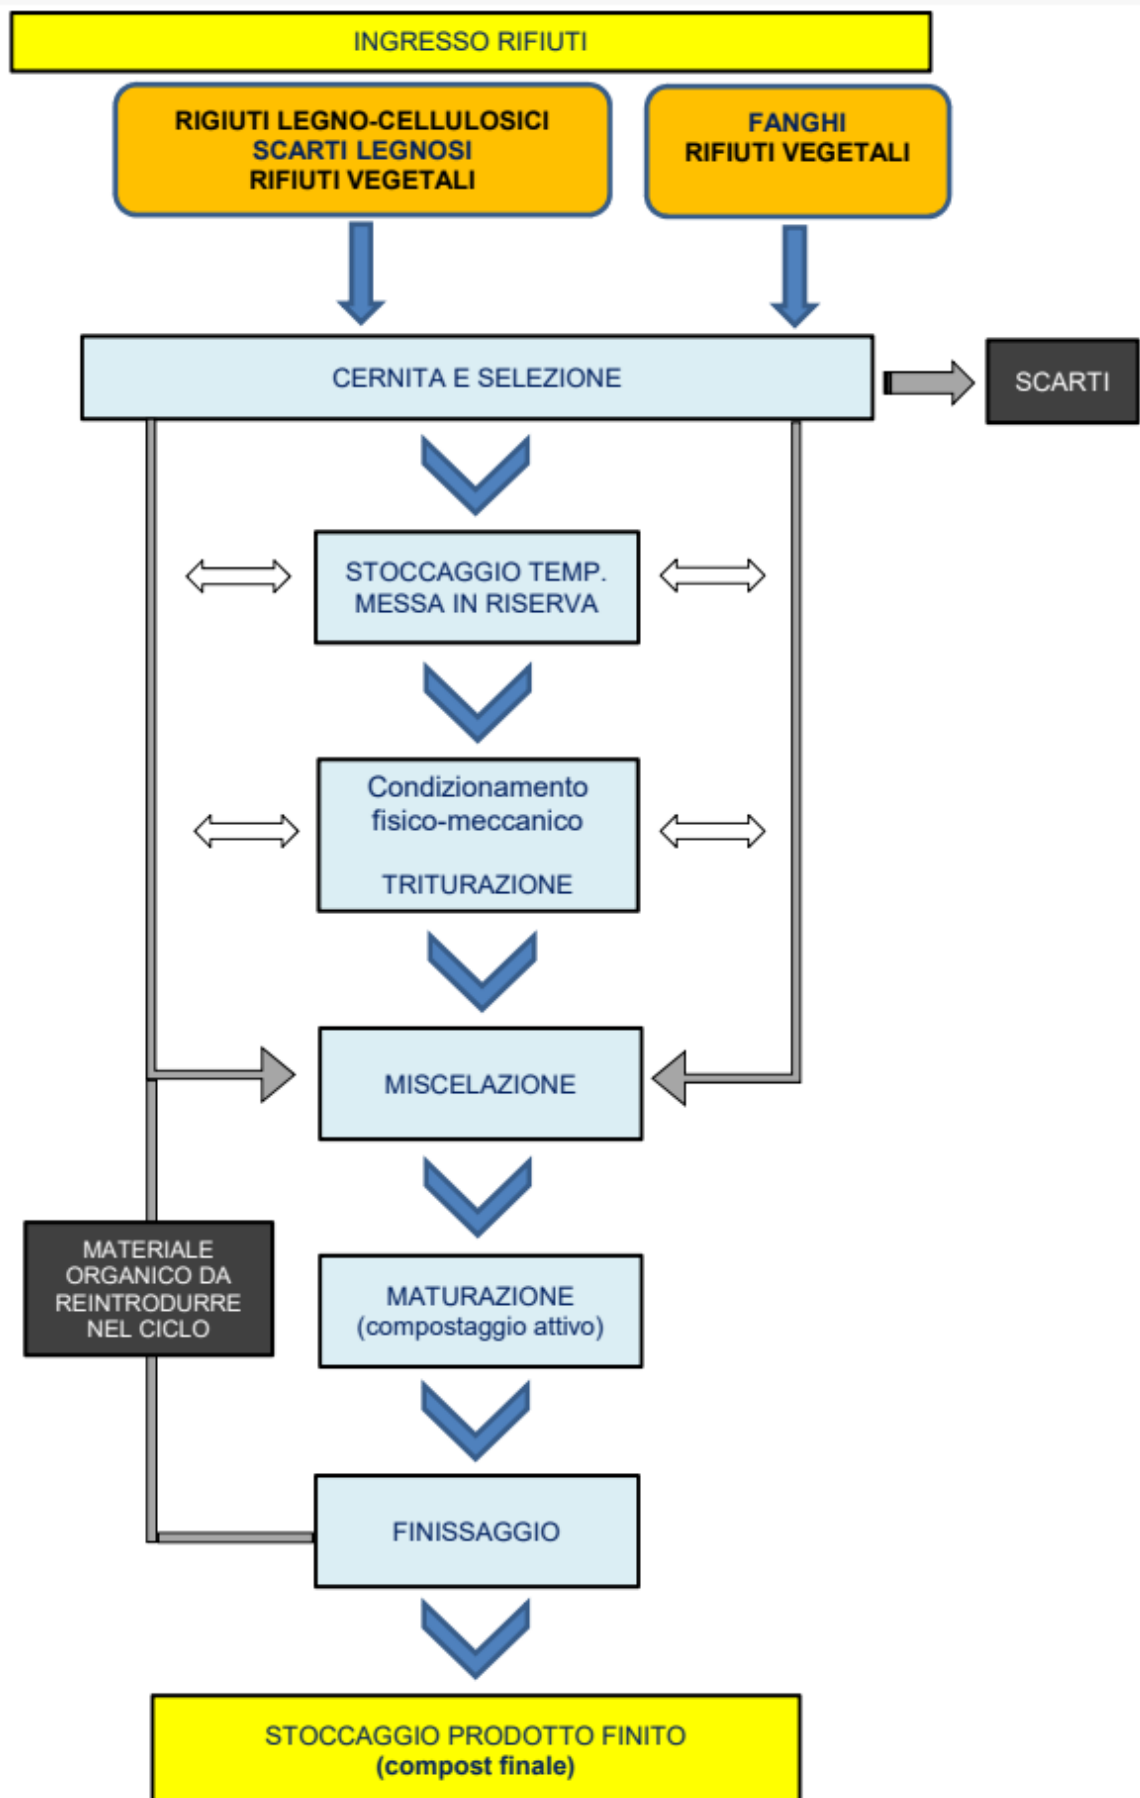 INGRESSO RIFIUTI
RIGIUTI LEGNO-CELLULOSICI
SCARTI LEGNOSI
RIFIUTI VEGETALI
FANGHI
RIFIUTI VEGETALI
CERNITA E SELEZIONE
SCARTI
STOCCAGGIO TEMP.
MESSA IN RISERVA
Condizionamento
fisico-meccanico
TRITURAZIONE
MISCELAZIONE
MATERIALE
ORGANICO DA
REINTRODURRE
NEL CICLO
MATURAZIONE
(compostaggio attivo)
FINISSAGGIO
STOCCAGGIO PRODOTTO FINITO
(compost finale)